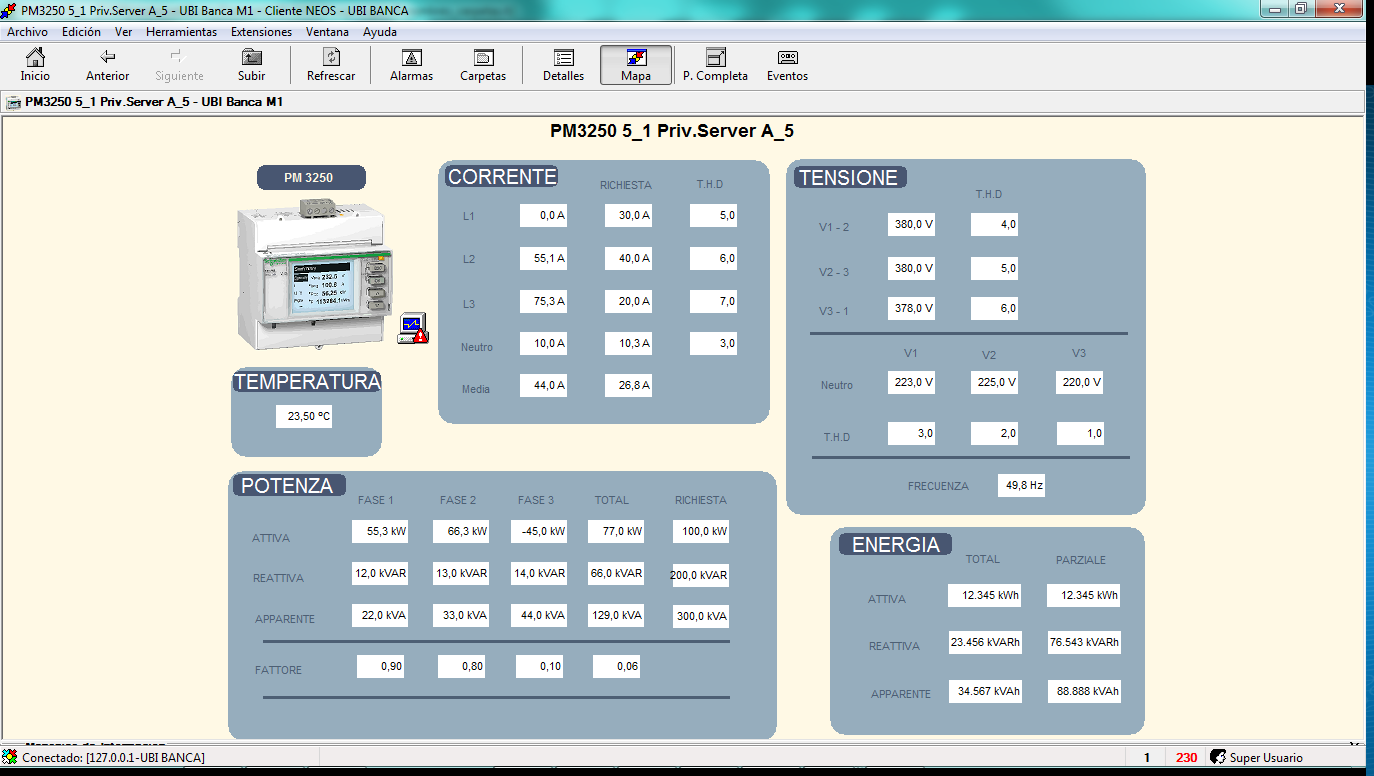 PM3250 5_1 Priv.Server A_5 - UBI Banca M1 - Cliente NEOS - UBI BANCA
Archivo Edición Ver Herramientas Extensiones Ventana Ayuda
Inicio Anterior Siguiente Subir Refrescar Alarmas Carpetas Detalles Mapa P. Completa Eventos
PM3250 5_1 Priv.Server A_5 - UBI Banca M1
PM3250 5_1 Priv.Server A_5
PM 3250
TEMPERATURA
23,50 ºC
CORRENTE
RICHIESTA T.H.D
L1 0,0 A 30,0 A 5,0
L2 55,1 A 40,0 A 6,0
L3 75,3 A 20,0 A 7,0
Neutro 10,0 A 10,3 A 3,0
Media 44,0 A 26,8 A
TENSIONE
T.H.D
V1 - 2 380,0 V 4,0
V2 - 3 380,0 V 5,0
V3 - 1 378,0 V 6,0
V1 V2 V3
Neutro 223,0 V 225,0 V 220,0 V
T.H.D 3,0 2,0 1,0
FRECUENZA 49,8 Hz
POTENZA
FASE 1 FASE 2 FASE 3 TOTAL RICHIESTA
ATTIVA 55,3 kW 66,3 kW -45,0 kW 77,0 kW 100,0 kW
REATTIVA 12,0 kVAR 13,0 kVAR 14,0 kVAR 66,0 kVAR 200,0 kVAR
APPARENTE 22,0 kVA 33,0 kVA 44,0 kVA 129,0 kVA 300,0 kVA
FATTORE 0,90 0,80 0,10 0,06
ENERGIA
TOTAL PARZIALE
ATTIVA 12.345 kWh 12.345 kWh
REATTIVA 23.456 kVARh 76.543 kVARh
APPARENTE 34.567 kVAh 88.888 kVAh
Conectado: [127.0.0.1-UBI BANCA] 1 230 Super Usuario